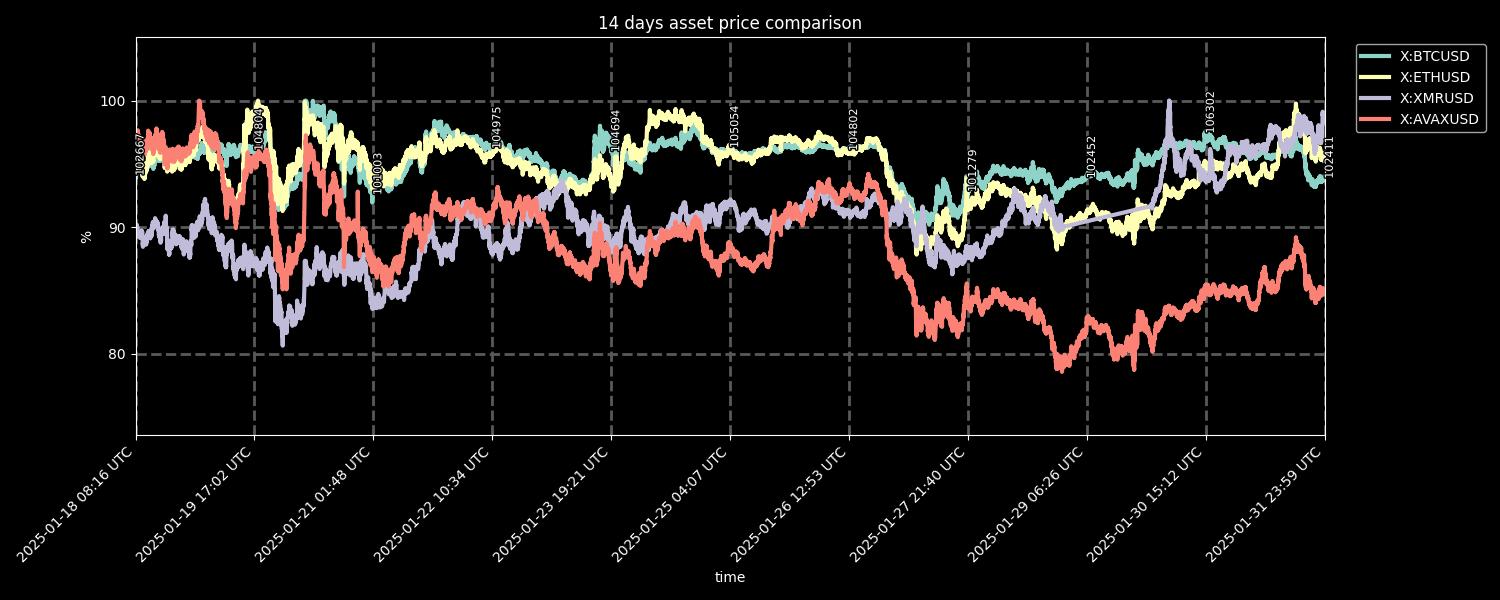 14 days asset price comparison
X:BTCUSD
X:ETHUSD
X:XMRUSD
X:AVAXUSD
%
100
90
80
102667
104804
101003
104975
104694
105054
104802
101279
102452
106302
102411
2025-01-18 08:16 UTC
2025-01-19 17:02 UTC
2025-01-21 01:48 UTC
2025-01-22 10:34 UTC
2025-01-23 19:21 UTC
2025-01-25 04:07 UTC
2025-01-26 12:53 UTC
2025-01-27 21:40 UTC
2025-01-29 06:26 UTC
2025-01-30 15:12 UTC
2025-01-31 23:59 UTC
time